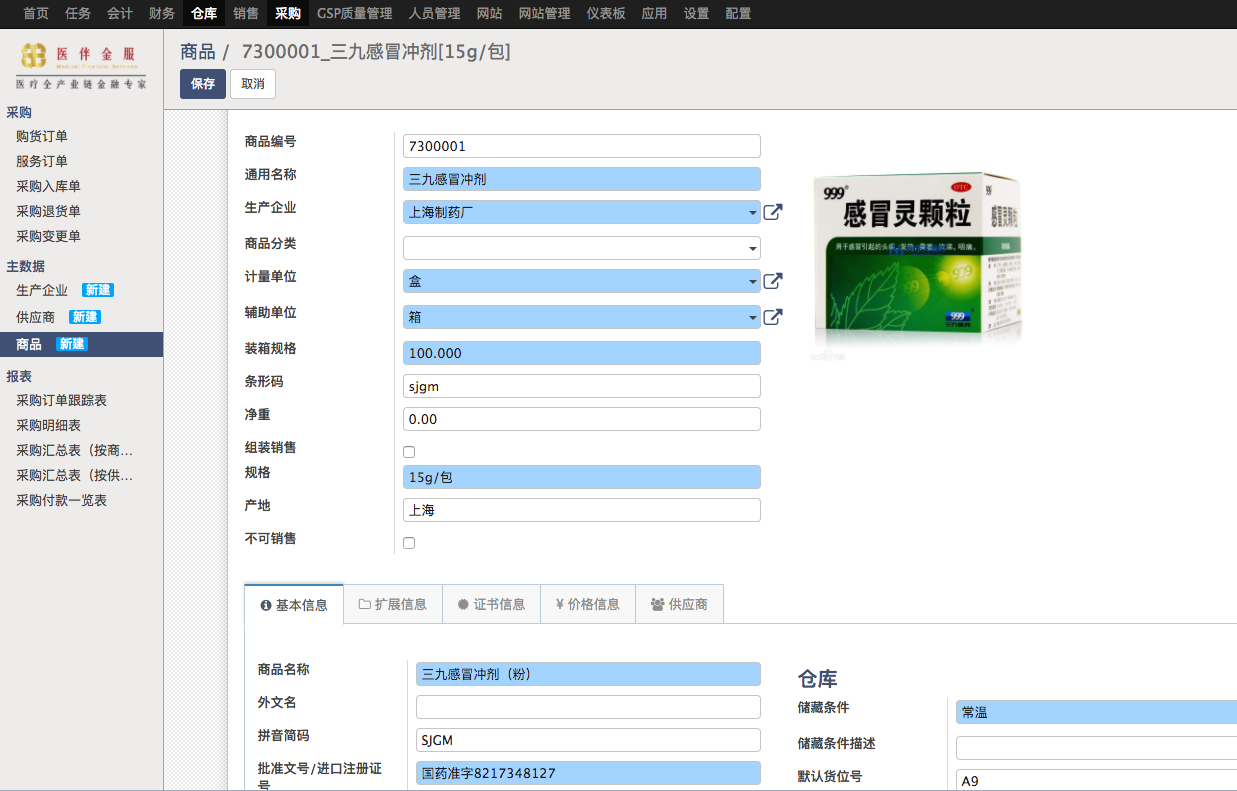 首页 任务 会计 财务 仓库 销售 采购 GSP质量管理 人员管理 网站 网站管理 仪表板 应用 设置 配置
医伴金服
Medical Financial Services
医疗全产业链金融专家
商品 / 7300001_三九感冒冲剂[15g/包]
保存 取消
采购
购货订单
服务订单
采购入库单
采购退货单
采购变更单
主数据
生产企业 新建
供应商 新建
商品 新建
报表
采购订单跟踪表
采购明细表
采购汇总表（按商…
采购汇总表（按供…
采购付款一览表
商品编号 7300001
通用名称 三九感冒冲剂
生产企业 上海制药厂
商品分类
计量单位 盒
辅助单位 箱
装箱规格 100.000
条形码 sjgm
净重 0.00
组装销售
规格 15g/包
产地 上海
不可销售
999®
OTC
感冒灵颗粒
999
999
感冒灵颗粒
999
基本信息 扩展信息 证书信息 ¥ 价格信息 供应商
商品名称 三九感冒冲剂（粉）
外文名
拼音简码 SJGM
批准文号/进口注册证号 国药准字8217348127
仓库
储藏条件 常温
储藏条件描述
默认货位号 A9